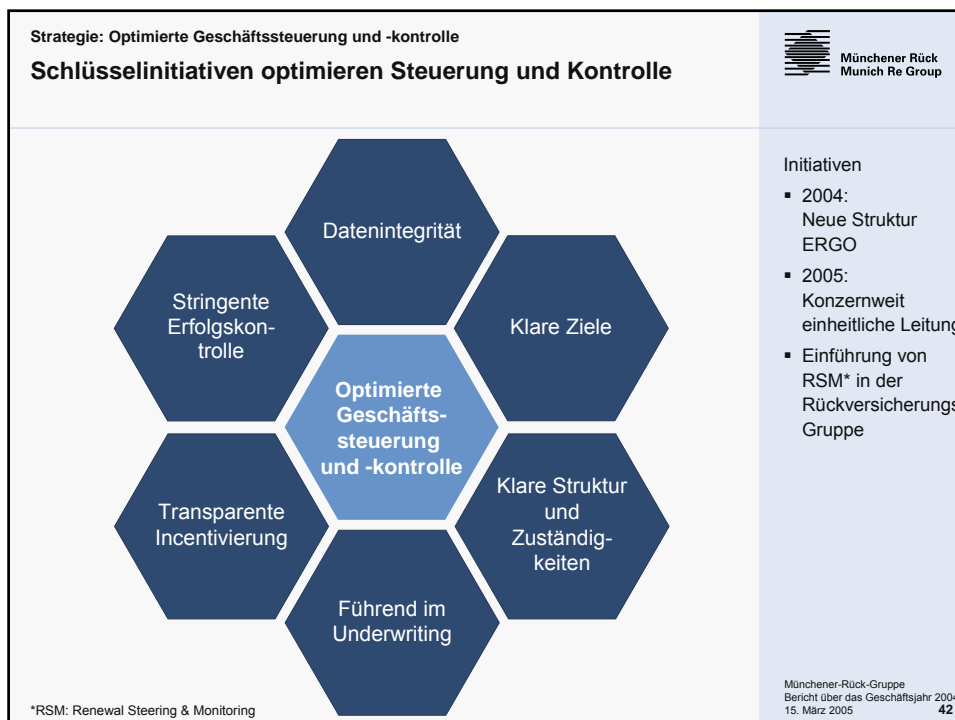 Strategie: Optimierte Geschäftssteuerung und -kontrolle
Schlüsselinitiativen optimieren Steuerung und Kontrolle
Münchener Rück
Munich Re Group
Datenintegrität
Stringente
Erfolgskon-
trolle
Klare Ziele
Optimierte
Geschäfts-
steuerung
und -kontrolle
Transparente
Incentivierung
Klare Struktur
und
Zuständig-
keiten
Führend im
Underwriting
Initiativen
▪ 2004:
Neue Struktur
ERGO
▪ 2005:
Konzernweit
einheitliche Leitung
▪ Einführung von
RSM* in der
Rückversicherungs
Gruppe
*RSM: Renewal Steering & Monitoring
Münchener-Rück-Gruppe
Bericht über das Geschäftsjahr 2004
15. März 2005 42